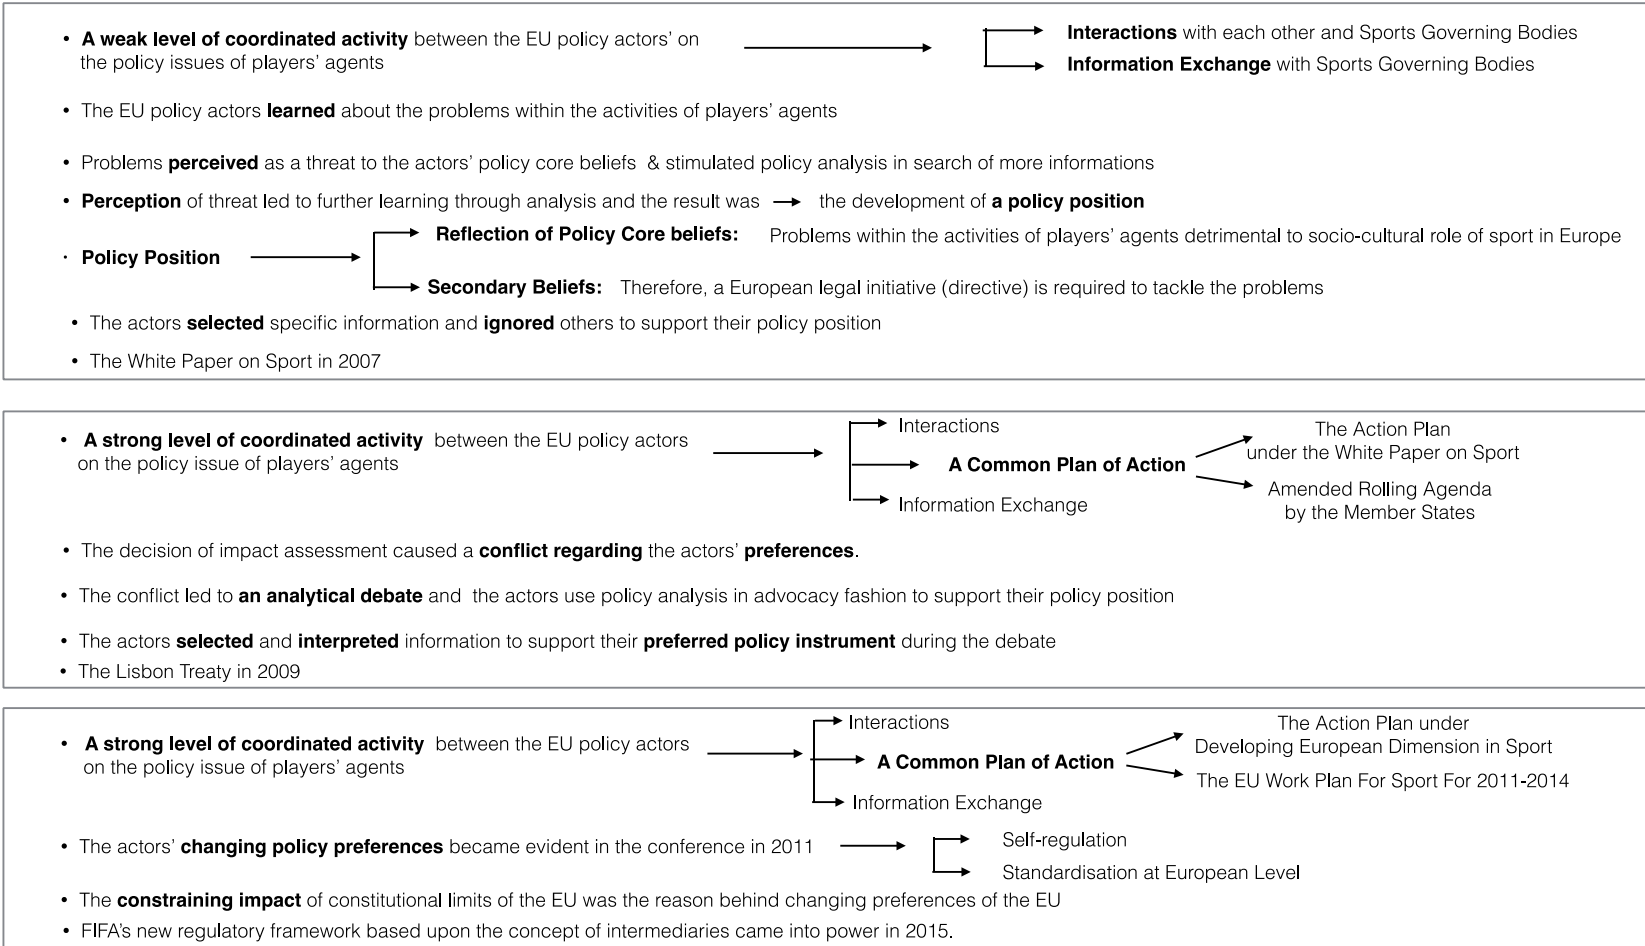 • A weak level of coordinated activity between the EU policy actors’ on
the policy issues of players’ agents
Interactions with each other and Sports Governing Bodies
Information Exchange with Sports Governing Bodies
• The EU policy actors learned about the problems within the activities of players’ agents
• Problems perceived as a threat to the actors’ policy core beliefs & stimulated policy analysis in search of more informations
• Perception of threat led to further learning through analysis and the result was → the development of a policy position
Reflection of Policy Core beliefs: Problems within the activities of players’ agents detrimental to socio-cultural role of sport in Europe
· Policy Position
Secondary Beliefs: Therefore, a European legal initiative (directive) is required to tackle the problems
• The actors selected specific information and ignored others to support their policy position
• The White Paper on Sport in 2007
• A strong level of coordinated activity between the EU policy actors
on the policy issue of players’ agents
Interactions
A Common Plan of Action
Information Exchange
The Action Plan
under the White Paper on Sport
Amended Rolling Agenda
by the Member States
• The decision of impact assessment caused a conflict regarding the actors’ preferences.
• The conflict led to an analytical debate and the actors use policy analysis in advocacy fashion to support their policy position
• The actors selected and interpreted information to support their preferred policy instrument during the debate
• The Lisbon Treaty in 2009
• A strong level of coordinated activity between the EU policy actors
on the policy issue of players’ agents
Interactions
A Common Plan of Action
Information Exchange
The Action Plan under
Developing European Dimension in Sport
The EU Work Plan For Sport For 2011-2014
• The actors’ changing policy preferences became evident in the conference in 2011
Self-regulation
Standardisation at European Level
• The constraining impact of constitutional limits of the EU was the reason behind changing preferences of the EU
• FIFA’s new regulatory framework based upon the concept of intermediaries came into power in 2015.